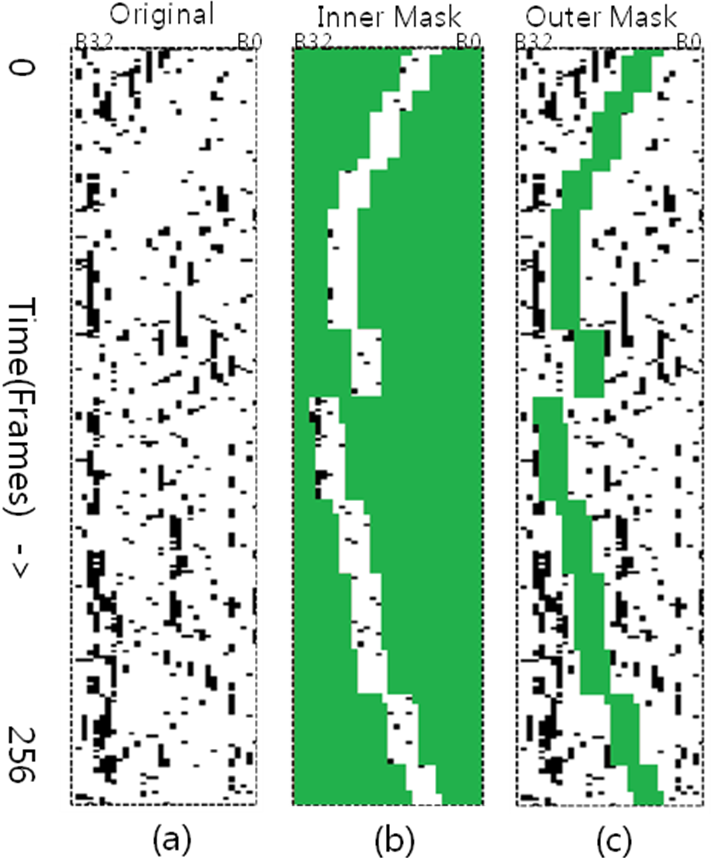 Original
Inner Mask
Outer Mask
B32
B0
B32
B0
B32
B0
0
Time(Frames) ->
256
(a)
(b)
(c)